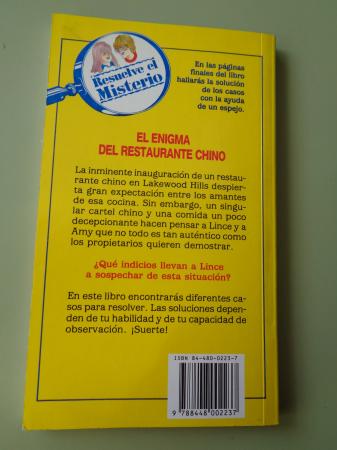 Resuelve el
Misterio
En las páginas
finales del libro
hallarás la solución
de los casos
con la ayuda
de un espejo.
EL ENIGMA
DEL RESTAURANTE CHINO
La inminente inauguración de un restau-
rante chino en Lakewood Hills despier-
ta gran expectación entre los amantes
de esa cocina. Sin embargo, un singu-
lar cartel chino y una comida un poco
decepcionante hacen pensar a Lince y a
Amy que no todo es tan auténtico como
los propietarios quieren demostrar.
¿Qué indicios llevan a Lince
a sospechar de esta situación?
En este libro encontrarás diferentes ca-
sos para resolver. Las soluciones depen-
den de tu habilidad y de tu capacidad de
observación. ¡Suerte!
ISBN 84-480-0223-7
9 788448 002237